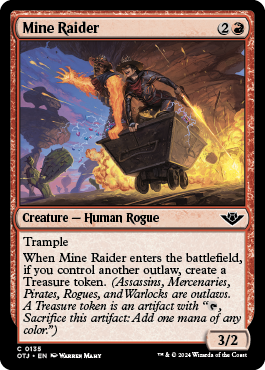 Mine Raider 2
Creature — Human Rogue
Trample
When Mine Raider enters the battlefield,
if you control another outlaw, create a
Treasure token. (Assassins, Mercenaries,
Pirates, Rogues, and Warlocks are outlaws.
A Treasure token is an artifact with “, 
Sacrifice this artifact: Add one mana of any
color.”)
3/2
C 0135
OTJ • EN Warren Mahy
™ & © 2024 Wizards of the Coast